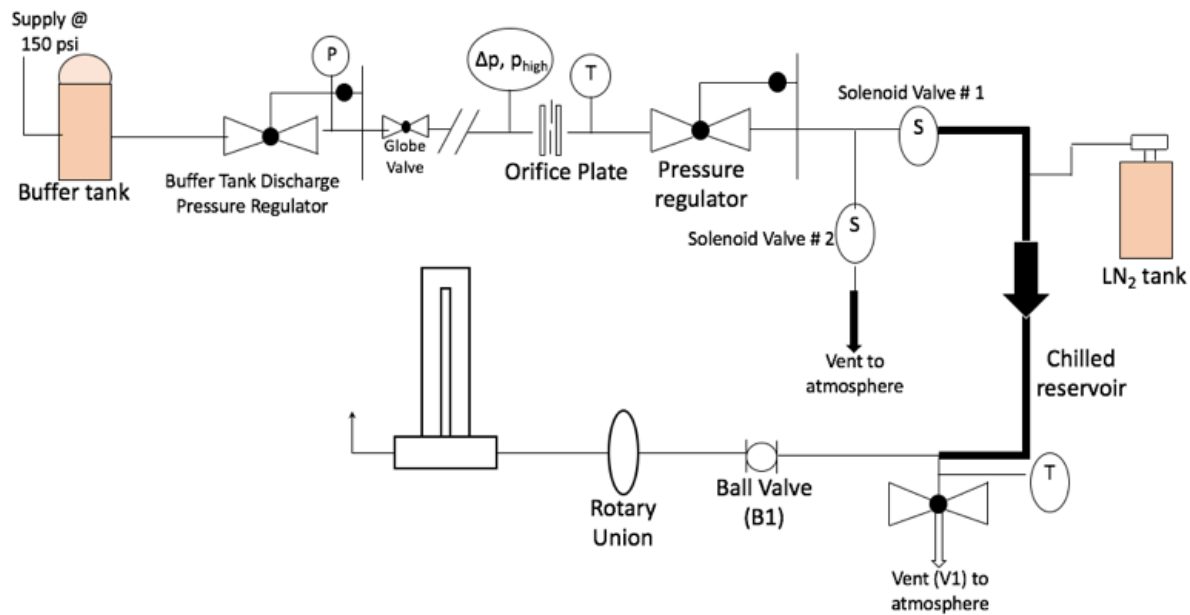 Supply @
150 psi
Buffer tank
Buffer Tank Discharge
Pressure Regulator
P
Globe
Valve
Δp, p_high
Orifice Plate
T
Pressure
regulator
Solenoid Valve # 1
S
Solenoid Valve # 2
S
Vent to
atmosphere
LN₂ tank
Chilled
reservoir
Rotary
Union
Ball Valve
(B1)
T
Vent (V1) to
atmosphere